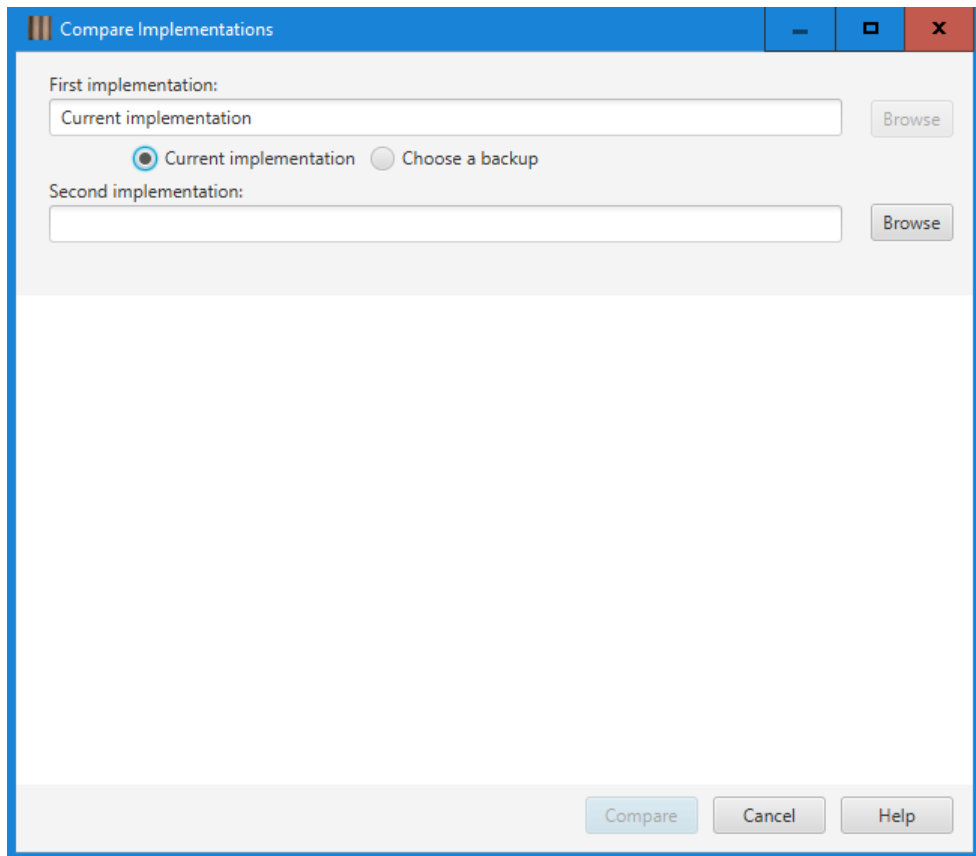 Compare Implementations
First implementation:
Current implementation Browse
Current implementation Choose a backup
Second implementation:
Browse
Compare Cancel Help